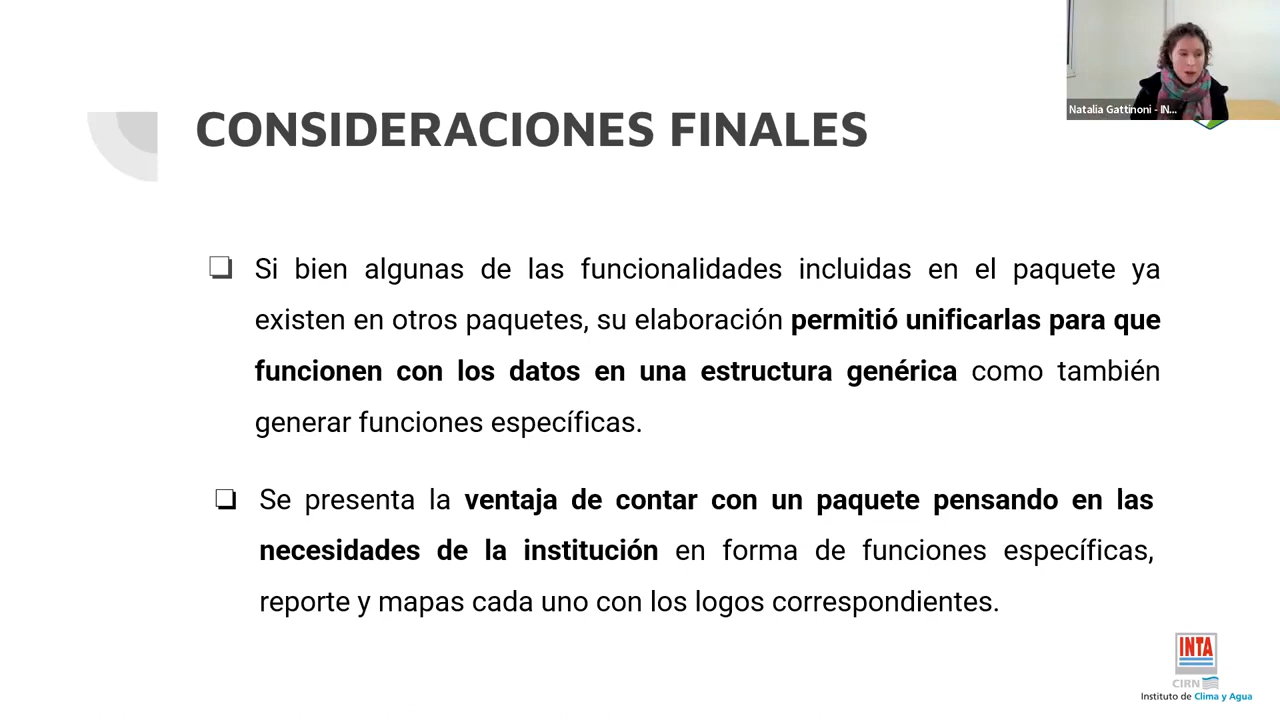 Natalia Gattinoni - IN...
CONSIDERACIONES FINALES
❏ Si bien algunas de las funcionalidades incluidas en el paquete ya
existen en otros paquetes, su elaboración permitió unificarlas para que
funcionen con los datos en una estructura genérica como también
generar funciones específicas.
❏ Se presenta la ventaja de contar con un paquete pensando en las
necesidades de la institución en forma de funciones específicas,
reporte y mapas cada uno con los logos correspondientes.
INTA
CIRN
Instituto de Clima y Agua